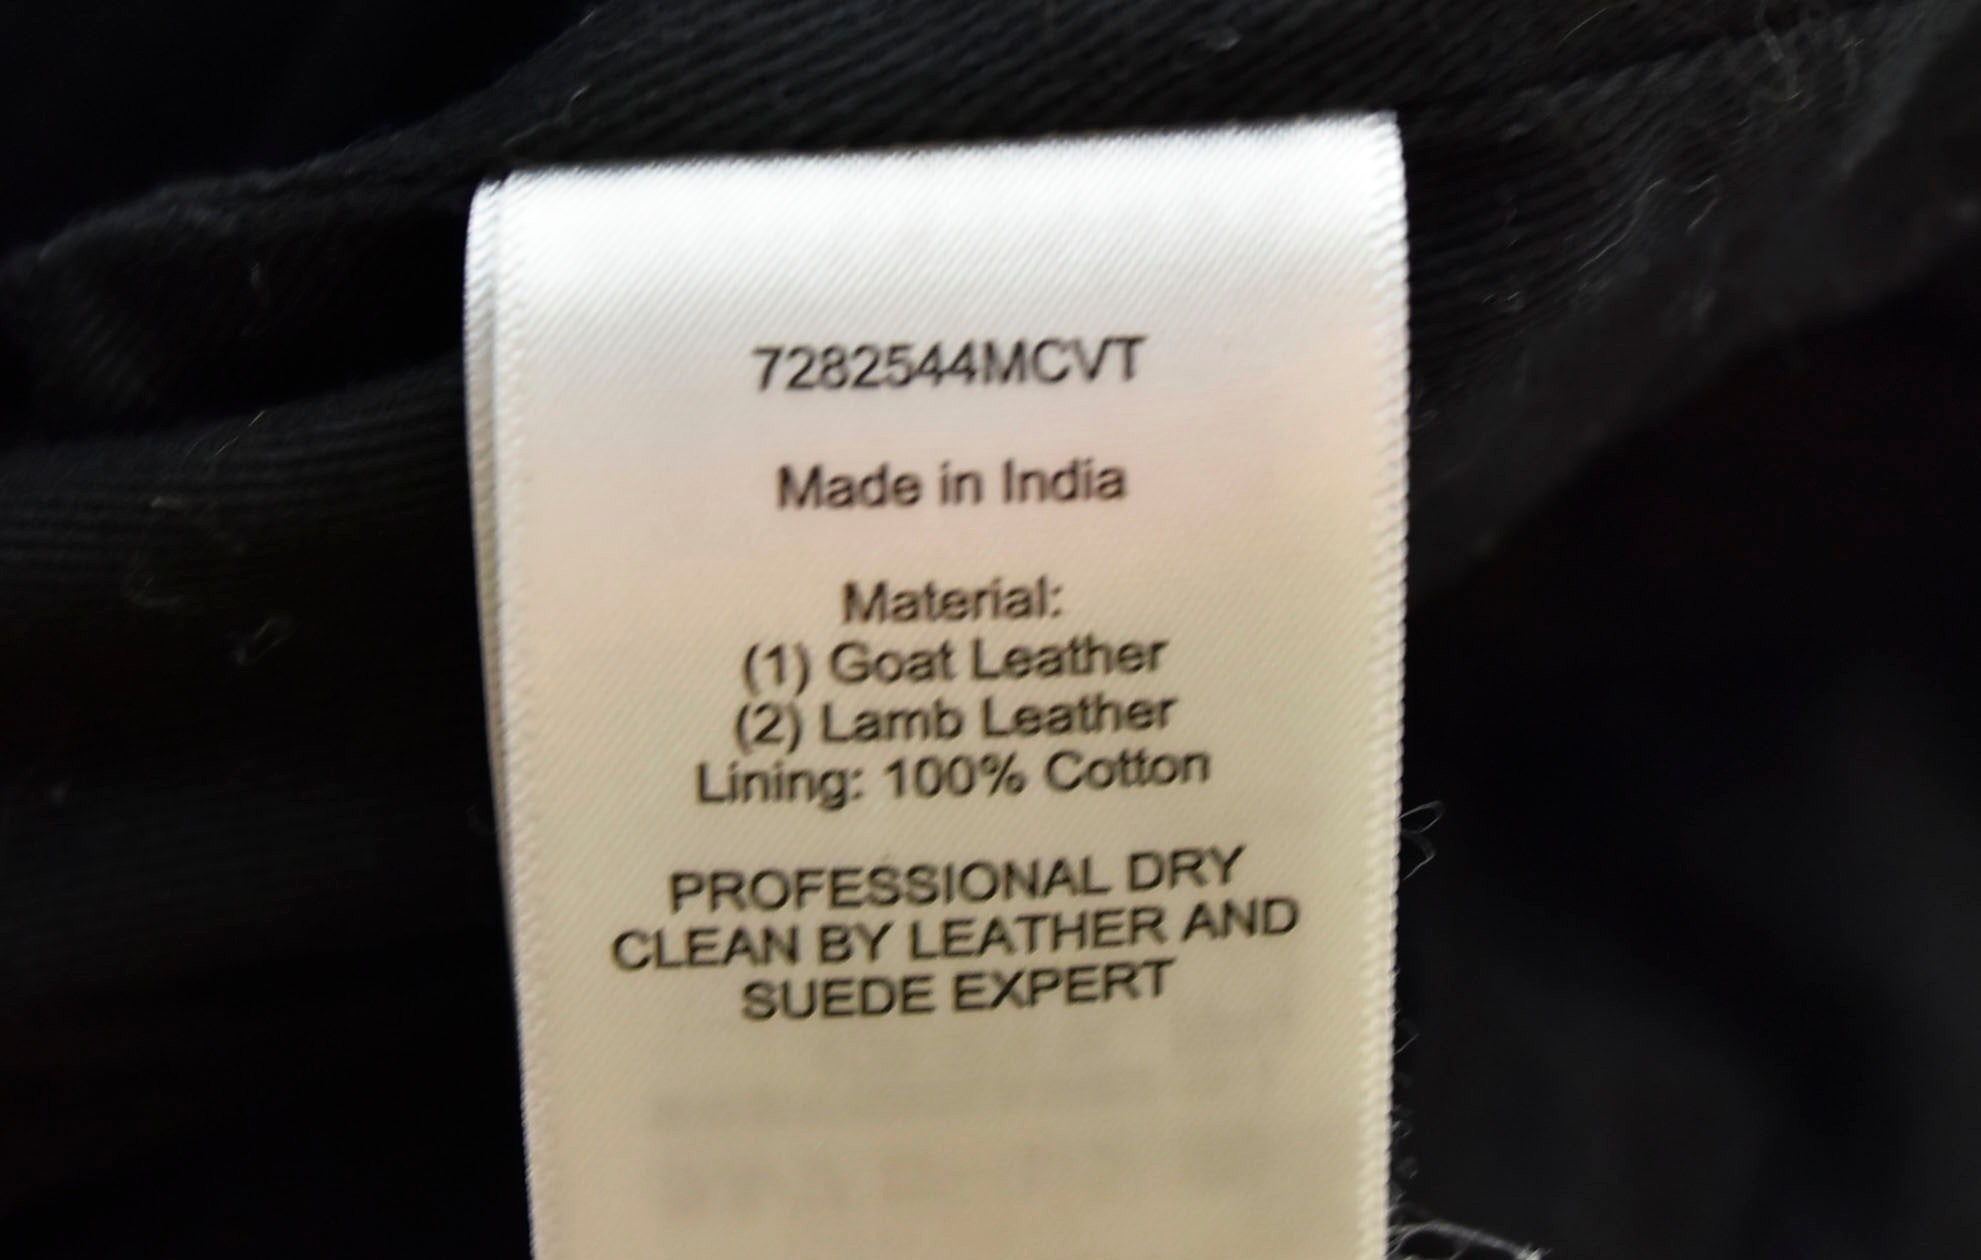 7282544MCVT
Made in India
Material:
(1) Goat Leather
(2) Lamb Leather
Lining: 100% Cotton
PROFESSIONAL DRY
CLEAN BY LEATHER AND
SUEDE EXPERT